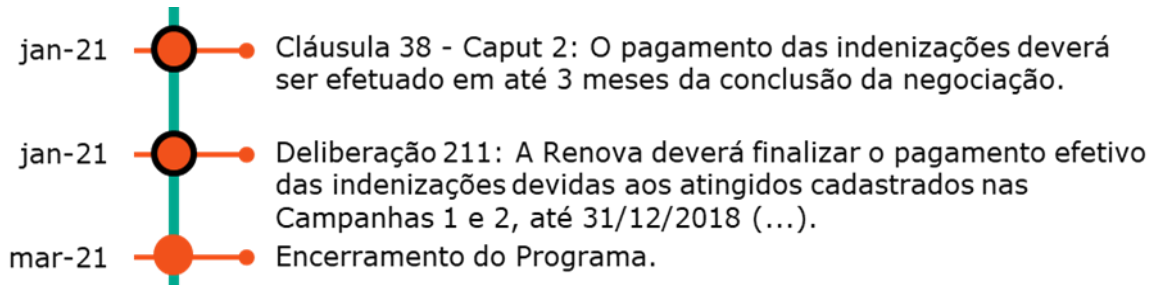 jan-21
Cláusula 38 - Caput 2: O pagamento das indenizações deverá
ser efetuado em até 3 meses da conclusão da negociação.
jan-21
Deliberação 211: A Renova deverá finalizar o pagamento efetivo
das indenizações devidas aos atingidos cadastrados nas
Campanhas 1 e 2, até 31/12/2018 (...).
mar-21
Encerramento do Programa.